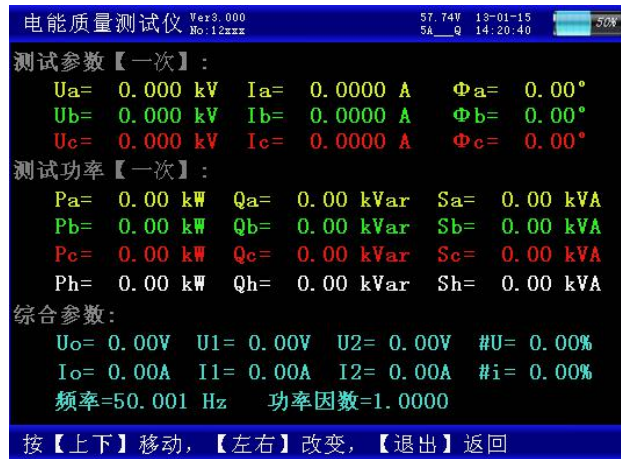 电能质量测试仪 Ver3.000 No:12xxx 57.74V 13-01-15 5A__Q 14:20:40 50%
测试参数【一次】:
Ua= 0.000 kV Ia= 0.0000 A Φa= 0.00°
Ub= 0.000 kV Ib= 0.0000 A Φb= 0.00°
Uc= 0.000 kV Ic= 0.0000 A Φc= 0.00°
测试功率【一次】:
Pa= 0.00 kW Qa= 0.00 kVar Sa= 0.00 kVA
Pb= 0.00 kW Qb= 0.00 kVar Sb= 0.00 kVA
Pc= 0.00 kW Qc= 0.00 kVar Sc= 0.00 kVA
Ph= 0.00 kW Qh= 0.00 kVar Sh= 0.00 kVA
综合参数:
Uo= 0.00V U1= 0.00V U2= 0.00V #U= 0.00%
Io= 0.00A I1= 0.00A I2= 0.00A #i= 0.00%
频率=50.001 Hz 功率因数=1.0000
按【上下】移动，【左右】改变，【退出】返回